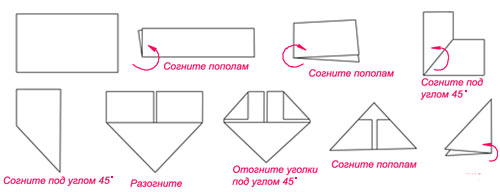 Согните пополам
Согните пополам
Согните под
углом 45°
Согните под углом 45°
Разогните
Отогните уголки
под углом 45°
Согните пополам